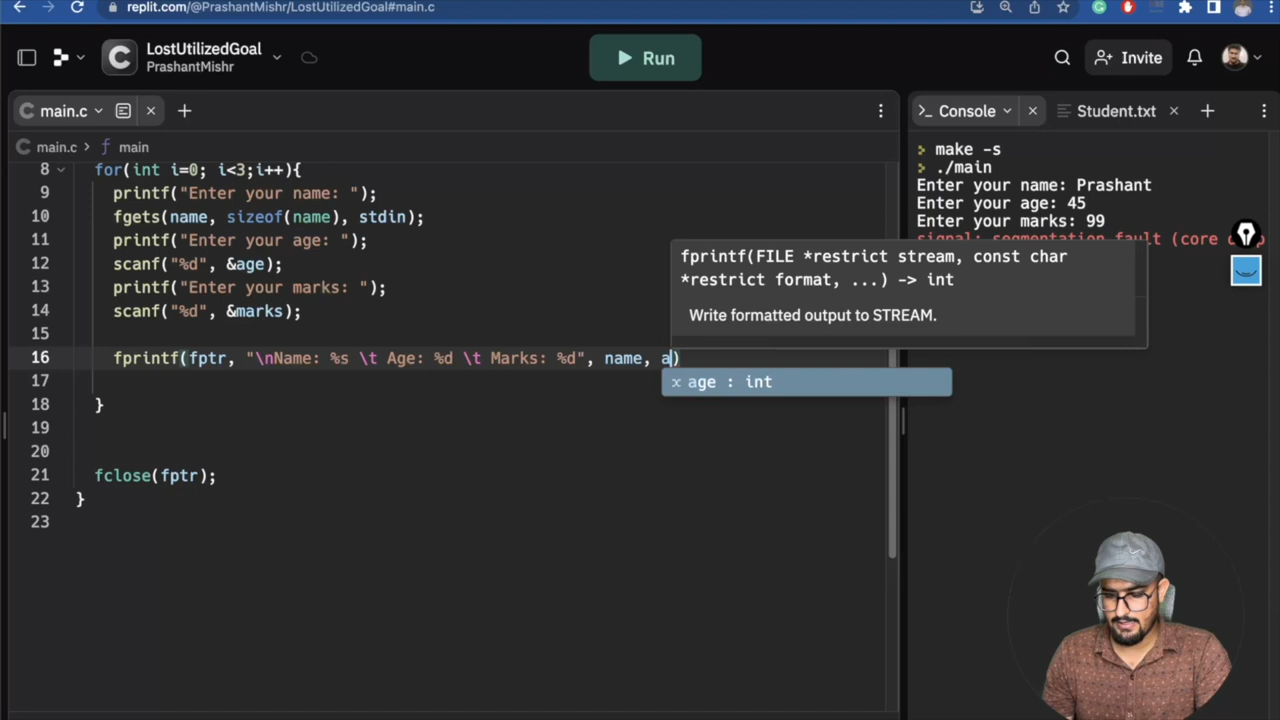 replit.com/@PrashantMishr/LostUtilizedGoal#main.c
LostUtilizedGoal
PrashantMishr
Run
Invite
main.c
main.c > main
8 for(int i=0; i<3;i++){
9 printf("Enter your name: ");
10 fgets(name, sizeof(name), stdin);
11 printf("Enter your age: ");
12 scanf("%d", &age);
13 printf("Enter your marks: ");
14 scanf("%d", &marks);
15
16 fprintf(fptr, "\nName: %s \t Age: %d \t Marks: %d", name, a)
17
18 }
19
20
21 fclose(fptr);
22 }
23
fprintf(FILE *restrict stream, const char
*restrict format, ...) -> int
Write formatted output to STREAM.
age : int
Console
Student.txt
make -s
./main
Enter your name: Prashant
Enter your age: 45
Enter your marks: 99
signal: segmentation fault (core